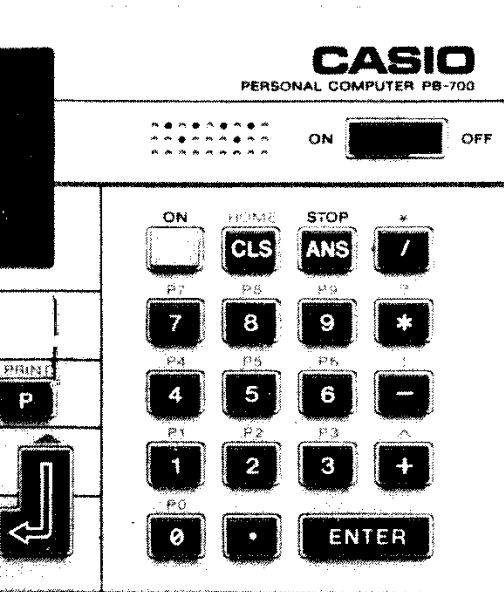 CASIO
PERSONAL COMPUTER PB-700
ON OFF
ON HOME STOP ¥
CLS ANS /
P7 P8 P9 ?
7 8 9 *
P4 P5 P6 !
4 5 6 −
PRINT
P
P1 P2 P3 ^
1 2 3 +
P0
0 . ENTER